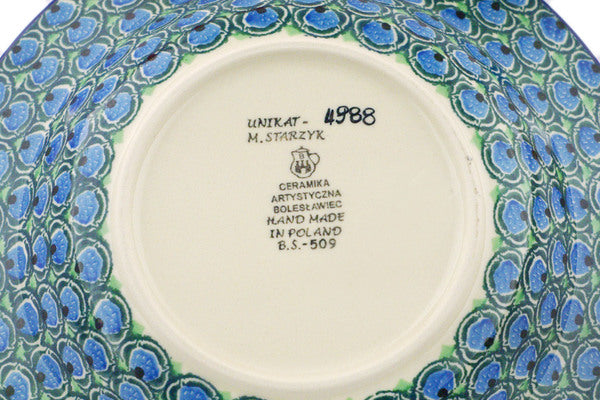 UNIKAT - 4988
M. STARZYK
B
CERAMIKA
ARTYSTYCZNA
BOLESŁAWIEC
HAND MADE
IN POLAND
B.S.-509